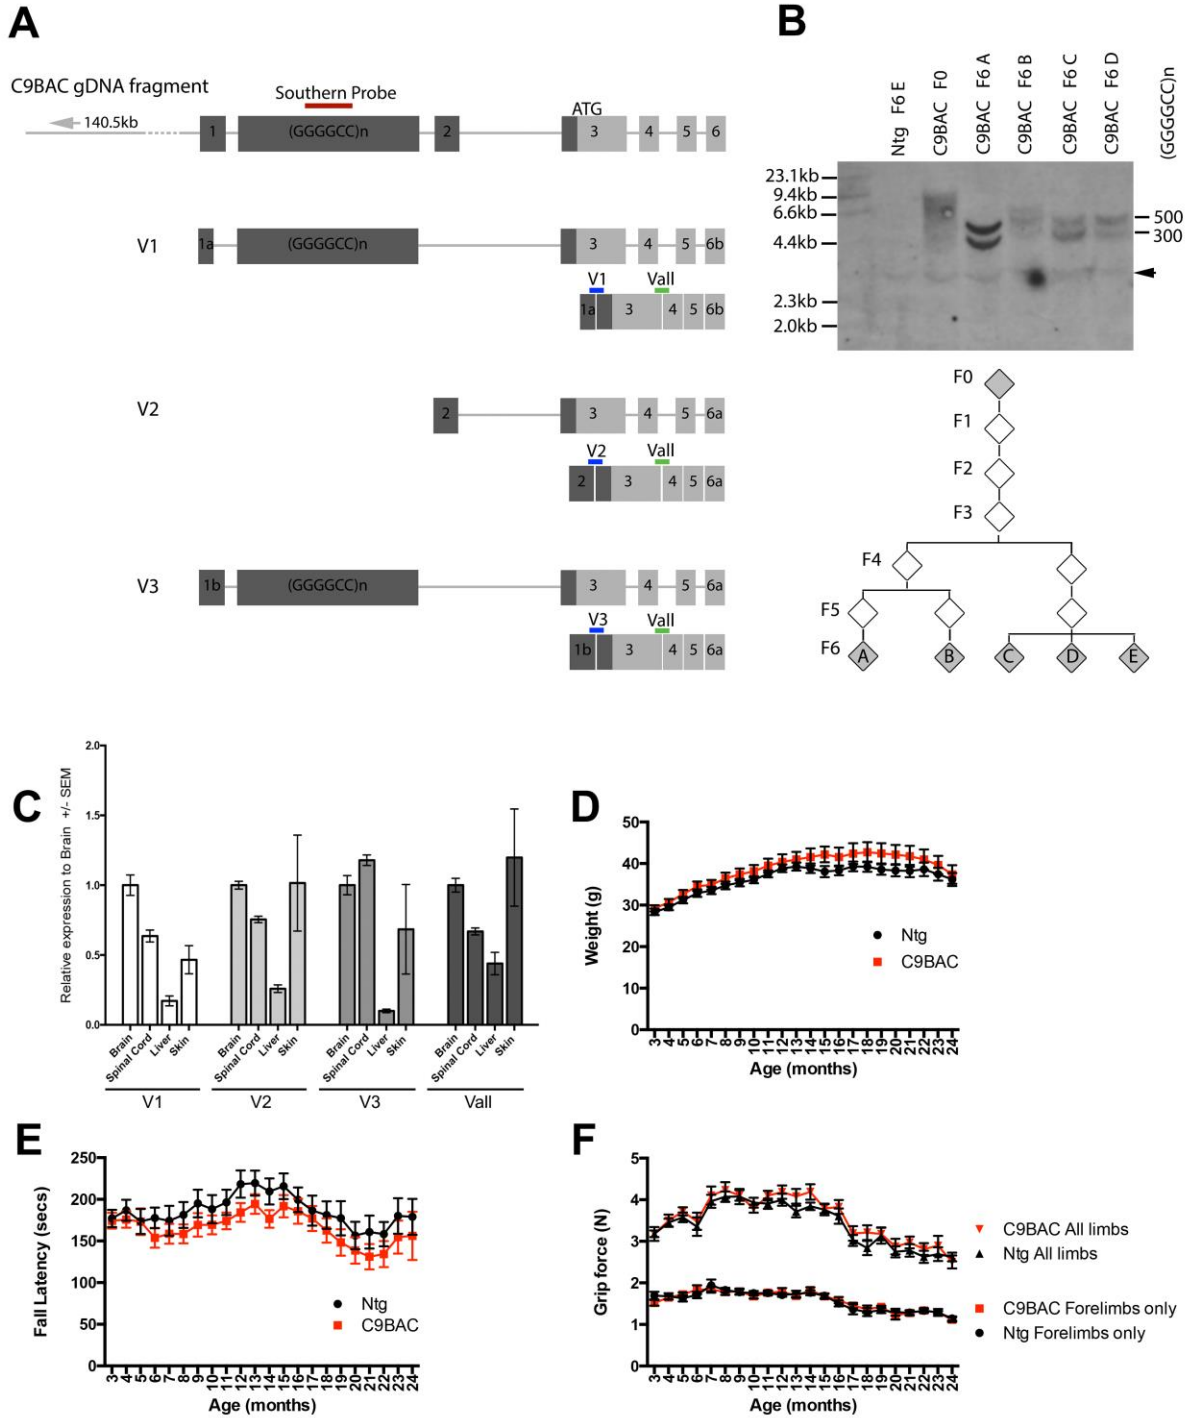 A
C9BAC gDNA fragment
140.5kb
Southern Probe
ATG
1 (GGGGCC)n 2 3 4 5 6
V1
1a (GGGGCC)n 3 4 5 6b
V1 Vall
1a 3 4 5 6b
V2
2 3 4 5 6a
V2 Vall
2 3 4 5 6a
V3
1b (GGGGCC)n 3 4 5 6a
V3 Vall
1b 3 4 5 6a
B
Ntg F6 E
C9BAC F0
C9BAC F6 A
C9BAC F6 B
C9BAC F6 C
C9BAC F6 D
(GGGGCC)n
23.1kb
9.4kb
6.6kb
4.4kb
2.3kb
2.0kb
500
300
F0
F1
F2
F3
F4
F5
F6
A B C D E
C
Relative expression to Brain +/- SEM
2.0
1.5
1.0
0.5
0.0
Brain Spinal Cord Liver Skin Brain Spinal Cord Liver Skin Brain Spinal Cord Liver Skin Brain Spinal Cord Liver Skin
V1 V2 V3 Vall
D
Weight (g)
50
40
30
20
10
0
Ntg
C9BAC
3 4 5 6 7 8 9 10 11 12 13 14 15 16 17 18 19 20 21 22 23 24
Age (months)
E
Fall Latency (secs)
250
200
150
100
50
0
Ntg
C9BAC
3 4 5 6 7 8 9 10 11 12 13 14 15 16 17 18 19 20 21 22 23 24
Age (months)
F
Grip force (N)
5
4
3
2
1
0
C9BAC All limbs
Ntg All limbs
C9BAC Forelimbs only
Ntg Forelimbs only
3 4 5 6 7 8 9 10 11 12 13 14 15 16 17 18 19 20 21 22 23 24
Age (months)